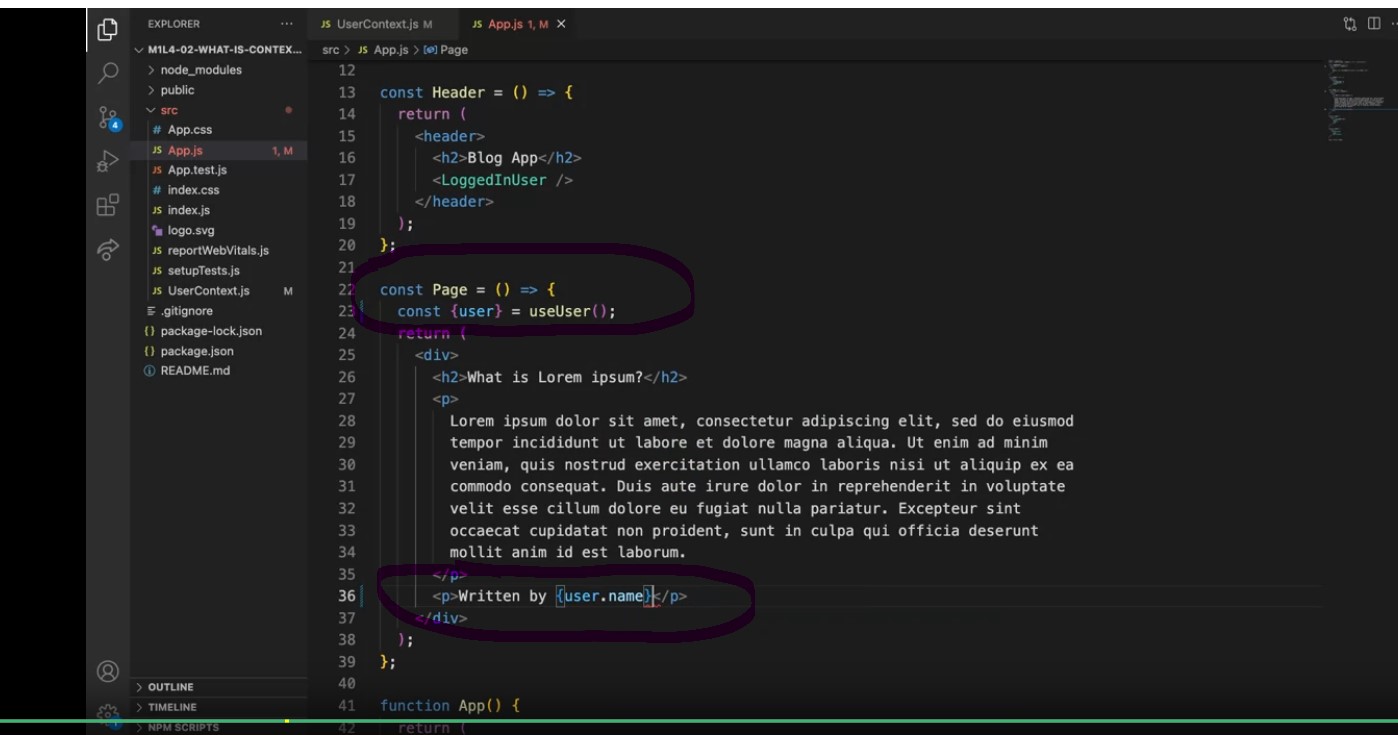 EXPLORER ...
JS UserContext.js M
JS App.js 1, M X
M1L4-02-WHAT-IS-CONTEX...
src > JS App.js > Page
> node_modules
> public
src
# App.css
JS App.js 1, M
JS App.test.js
# index.css
JS index.js
logo.svg
JS reportWebVitals.js
JS setupTests.js
JS UserContext.js M
.gitignore
{} package-lock.json
{} package.json
README.md
4
> OUTLINE
> TIMELINE
> NPM SCRIPTS
12
13 const Header = () => {
14 return (
15 <header>
16 <h2>Blog App</h2>
17 <LoggedInUser />
18 </header>
19 );
20 };
21
22 const Page = () => {
23 const {user} = useUser();
24 return (
25 <div>
26 <h2>What is Lorem ipsum?</h2>
27 <p>
28 Lorem ipsum dolor sit amet, consectetur adipiscing elit, sed do eiusmod
29 tempor incididunt ut labore et dolore magna aliqua. Ut enim ad minim
30 veniam, quis nostrud exercitation ullamco laboris nisi ut aliquip ex ea
31 commodo consequat. Duis aute irure dolor in reprehenderit in voluptate
32 velit esse cillum dolore eu fugiat nulla pariatur. Excepteur sint
33 occaecat cupidatat non proident, sunt in culpa qui officia deserunt
34 mollit anim id est laborum.
35 </p>
36 <p>Written by {user.name}</p>
37 </div>
38 );
39 };
40
41 function App() {
42 return (